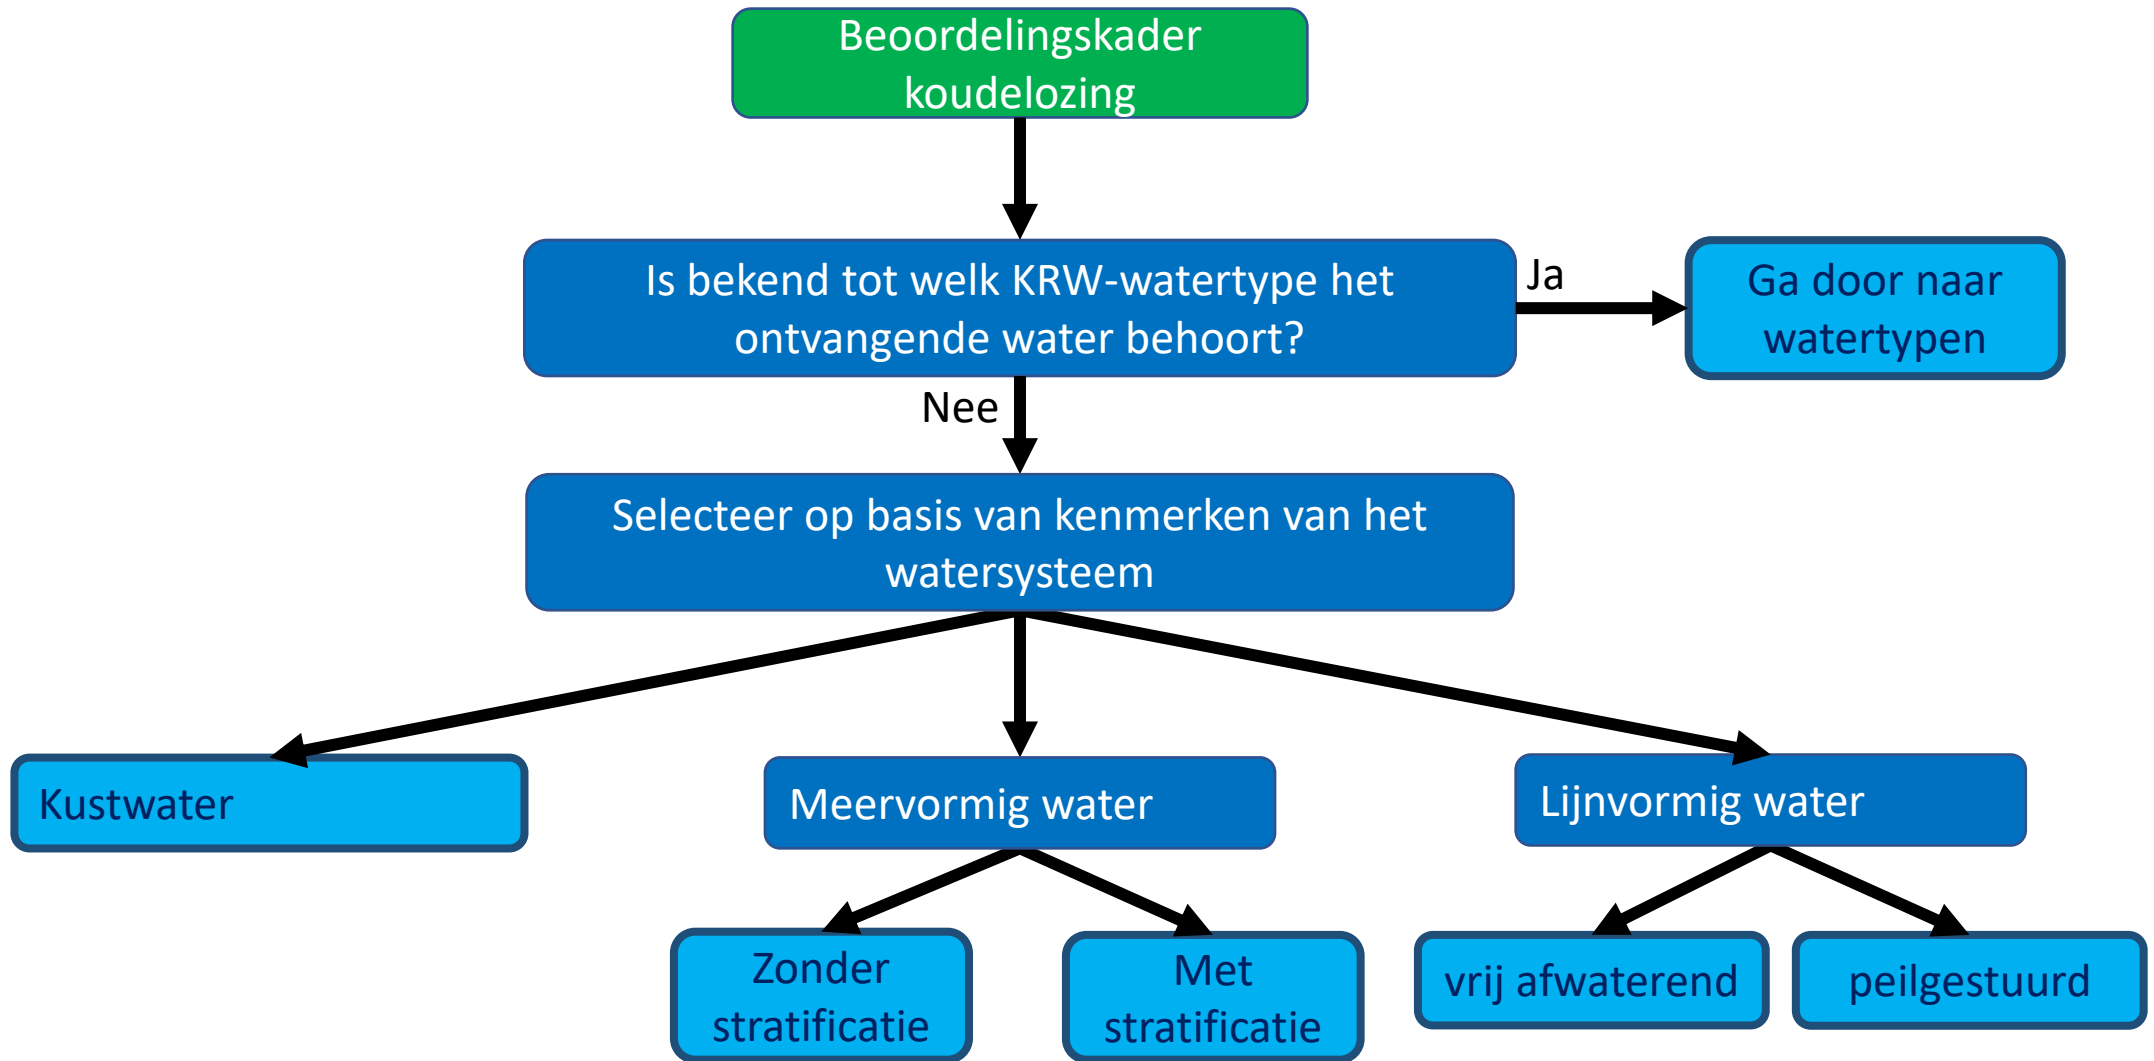 Beoordelingskader
koudelozing
Is bekend tot welk KRW-watertype het
ontvangende water behoort?
Ja
Ga door naar
watertypen
Nee
Selecteer op basis van kenmerken van het
watersysteem
Kustwater
Meervormig water
Lijnvormig water
Zonder
stratificatie
Met
stratificatie
vrij afwaterend
peilgestuurd